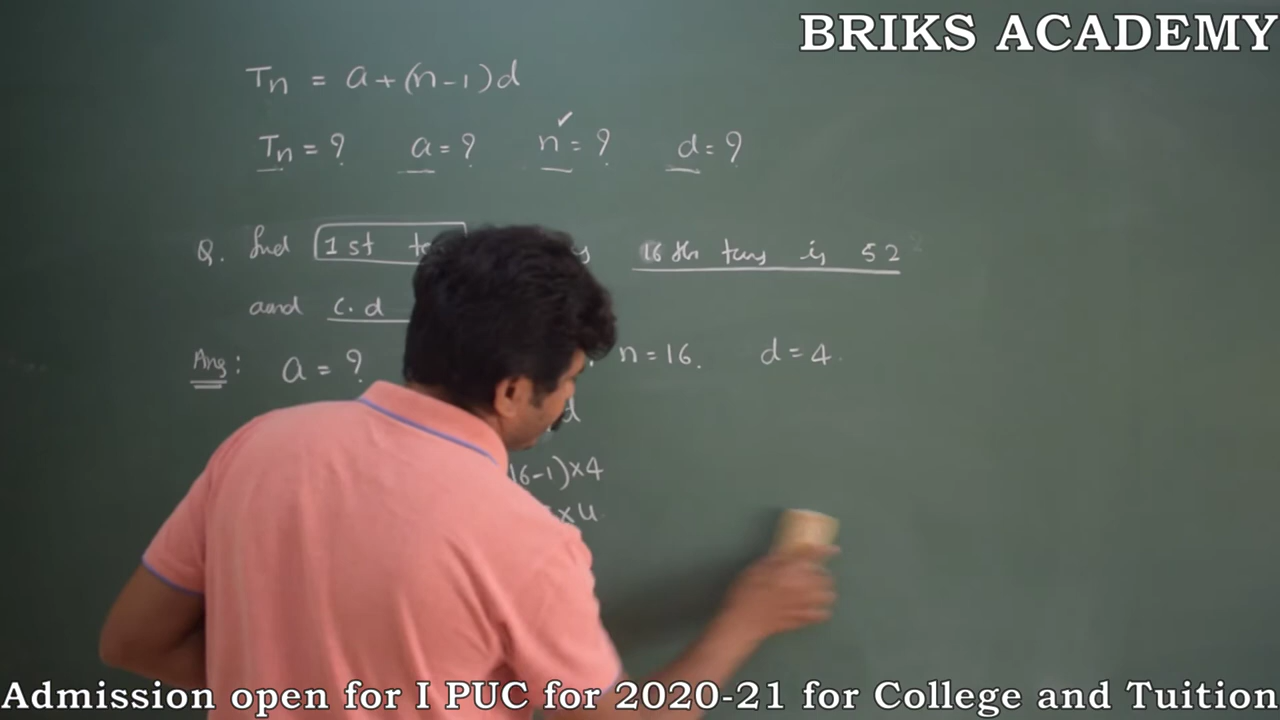 BRIKS ACADEMY
Tn = a+(n-1)d
Tn = ? a = ? n = ? d = ?
Q. find 1st 16th is 52
and c.d
Ans: a = ? n = 16. d = 4.
d
16-1)×4
×4
Admission open for I PUC for 2020-21 for College and Tuition